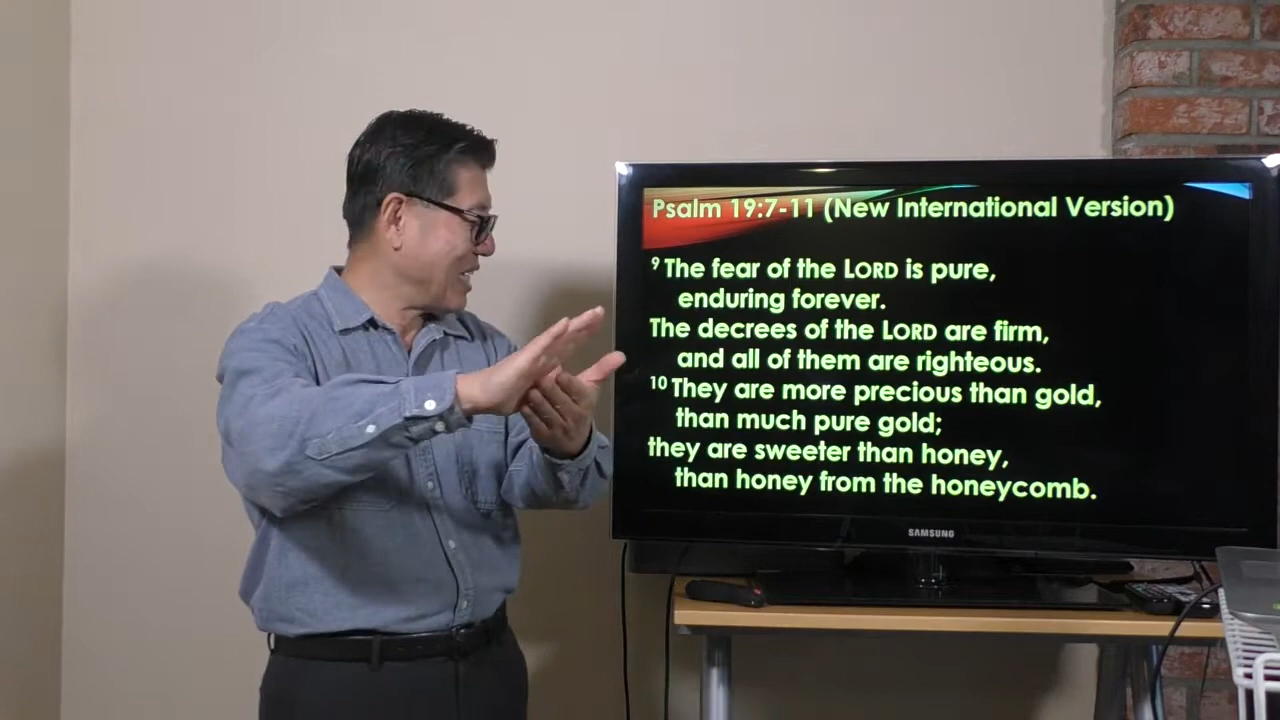 Psalm 19:7-11 (New International Version)
9 The fear of the LORD is pure,
enduring forever.
The decrees of the LORD are firm,
and all of them are righteous.
10 They are more precious than gold,
than much pure gold;
they are sweeter than honey,
than honey from the honeycomb.
SAMSUNG